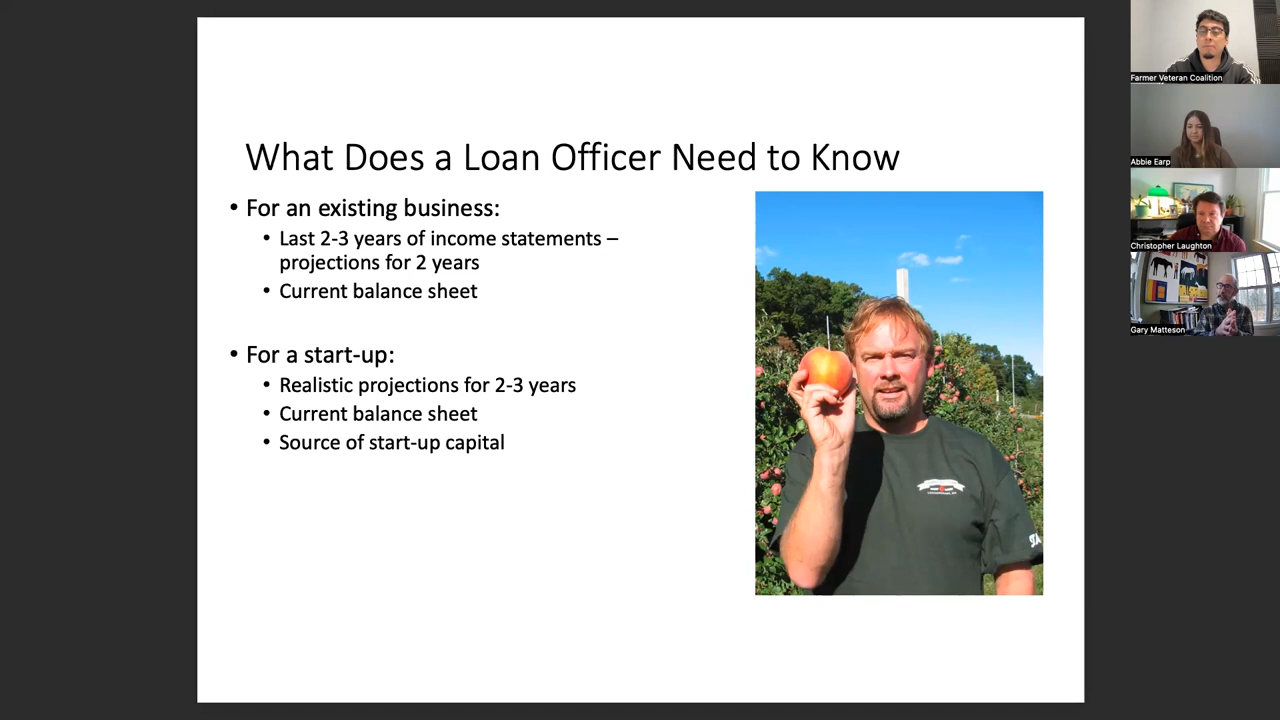 What Does a Loan Officer Need to Know
• For an existing business:
• Last 2-3 years of income statements –
projections for 2 years
• Current balance sheet
• For a start-up:
• Realistic projections for 2-3 years
• Current balance sheet
• Source of start-up capital
Farmer Veteran Coalition
Abbie Earp
Christopher Laughton
Gary Matteson